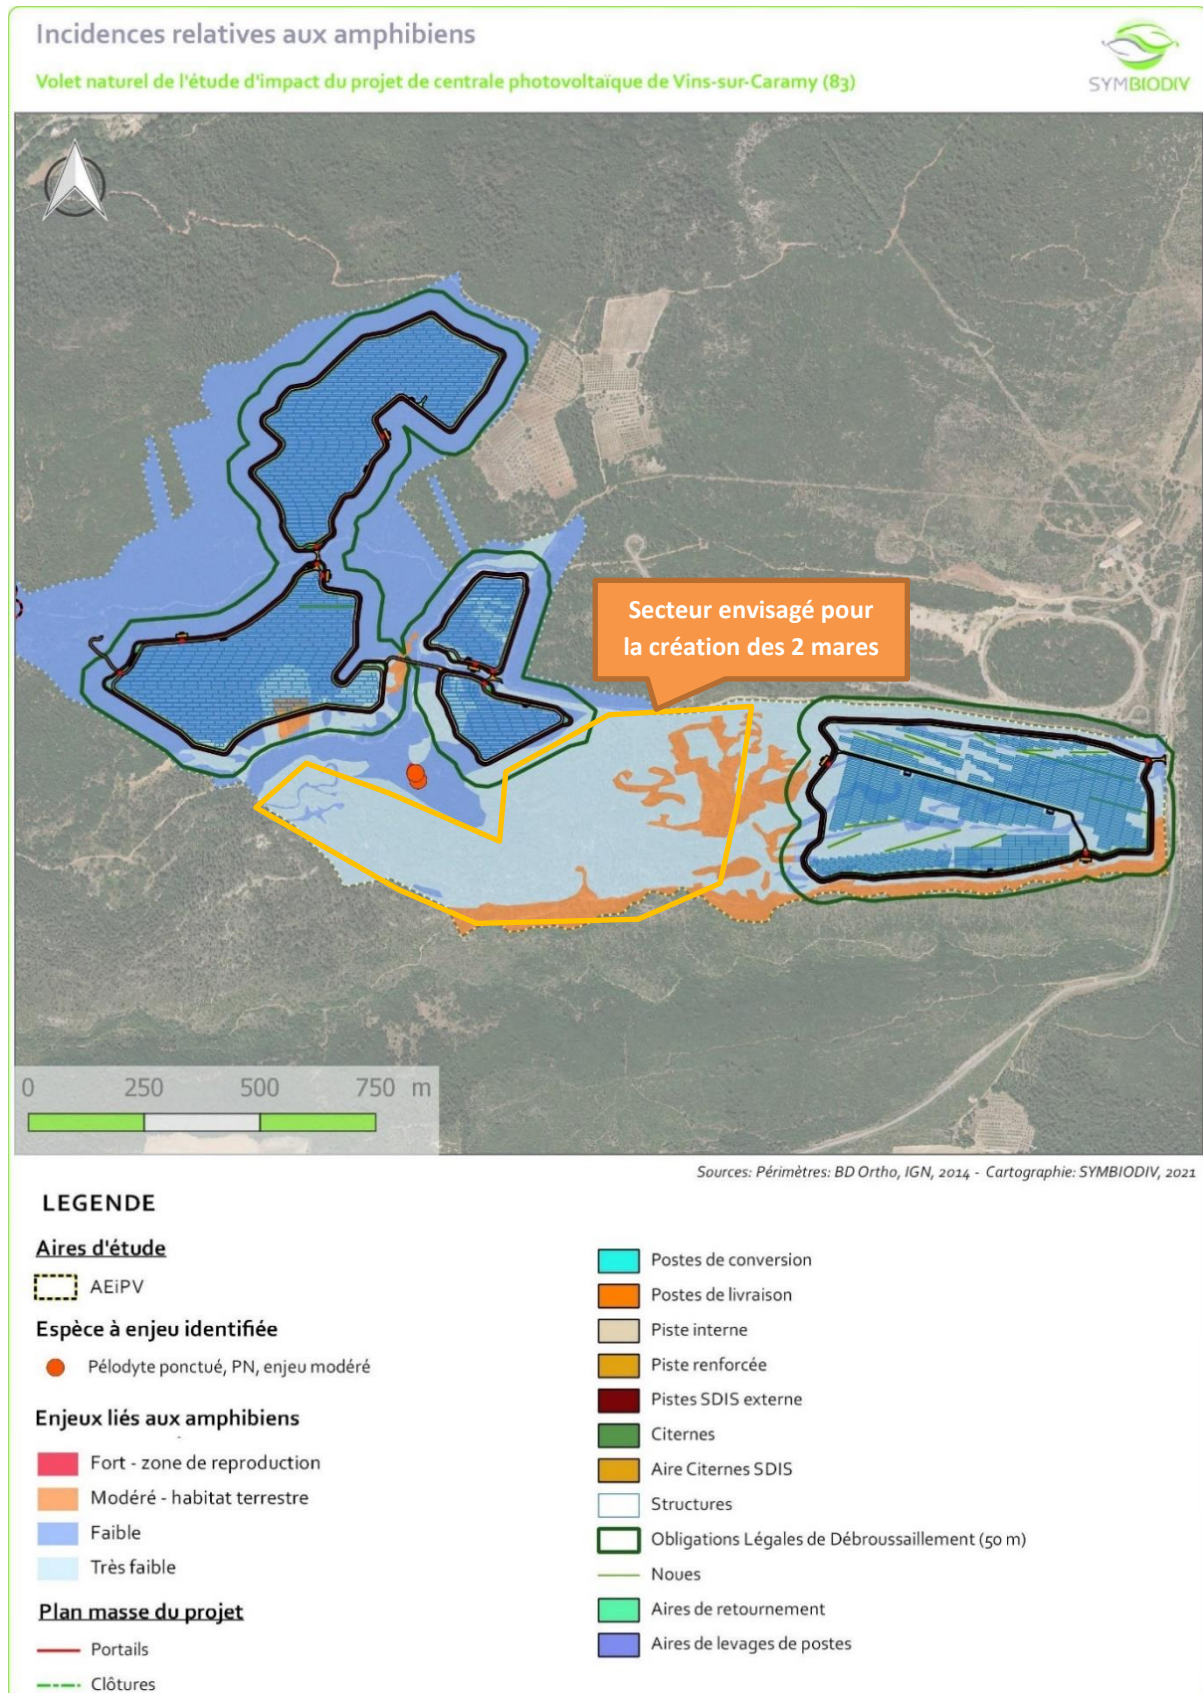 Incidences relatives aux amphibiens
Volet naturel de l'étude d'impact du projet de centrale photovoltaïque de Vins-sur-Caramy (83)
SYMBIODIV
Secteur envisagé pour
la création des 2 mares
0 250 500 750 m
Sources: Périmètres: BD Ortho, IGN, 2014 - Cartographie: SYMBIODIV, 2021
LEGENDE
Aires d'étude
AEiPV
Espèce à enjeu identifiée
Pélodyte ponctué, PN, enjeu modéré
Enjeux liés aux amphibiens
Fort - zone de reproduction
Modéré - habitat terrestre
Faible
Très faible
Plan masse du projet
Portails
Clôtures
Postes de conversion
Postes de livraison
Piste interne
Piste renforcée
Pistes SDIS externe
Citernes
Aire Citernes SDIS
Structures
Obligations Légales de Débroussaillement (50 m)
Noues
Aires de retournement
Aires de levages de postes